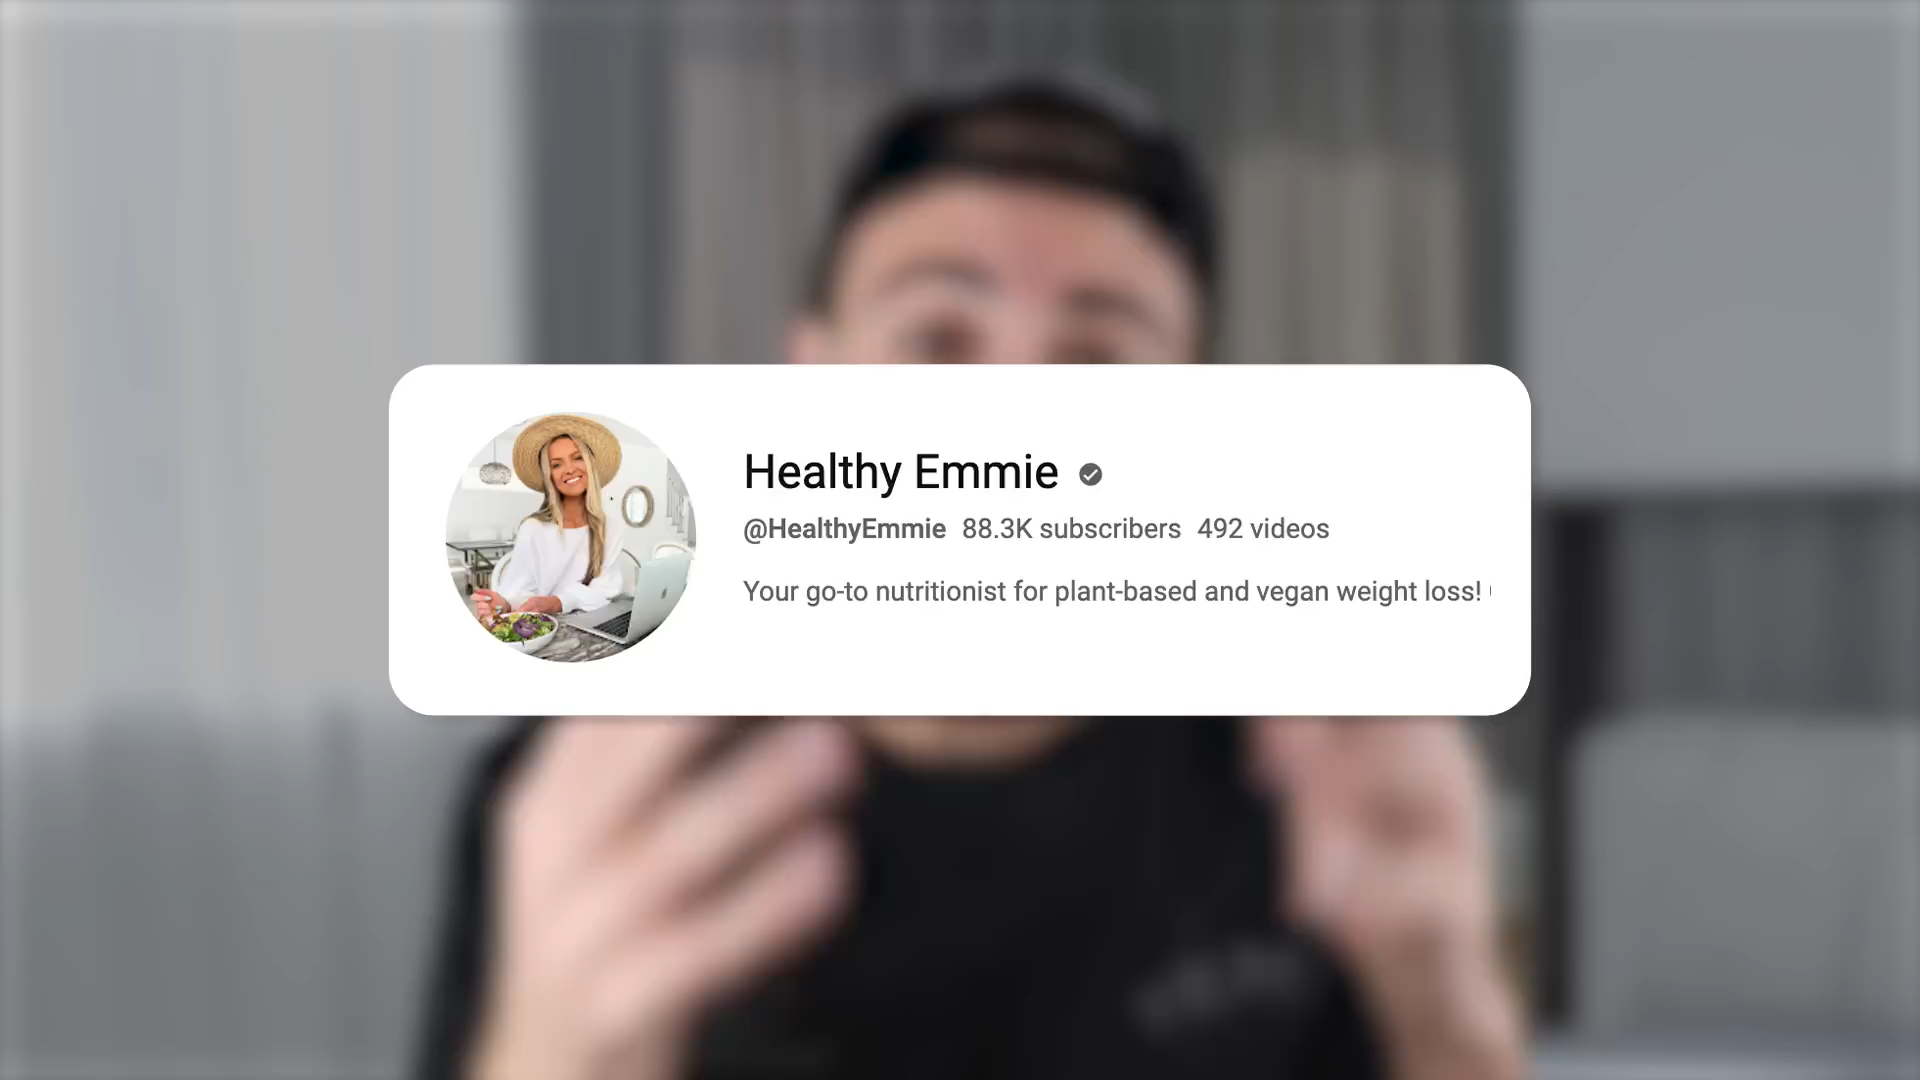 Healthy Emmie
@HealthyEmmie 88.3K subscribers 492 videos
Your go-to nutritionist for plant-based and vegan weight loss!